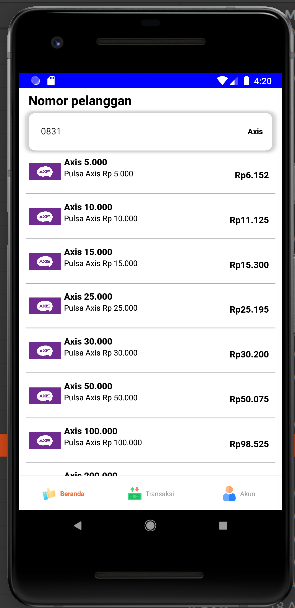 4:20
Nomor pelanggan
0831 Axis
Axis 5.000
Pulsa Axis Rp 5.000
Rp6.152
Axis 10.000
Pulsa Axis Rp 10.000
Rp11.125
Axis 15.000
Pulsa Axis Rp 15.000
Rp15.300
Axis 25.000
Pulsa Axis Rp 25.000
Rp25.195
Axis 30.000
Pulsa Axis Rp 30.000
Rp30.200
Axis 50.000
Pulsa Axis Rp 50.000
Rp50.075
Axis 100.000
Pulsa Axis Rp 100.000
Rp98.525
Axis 200.000
Beranda Transaksi Akun